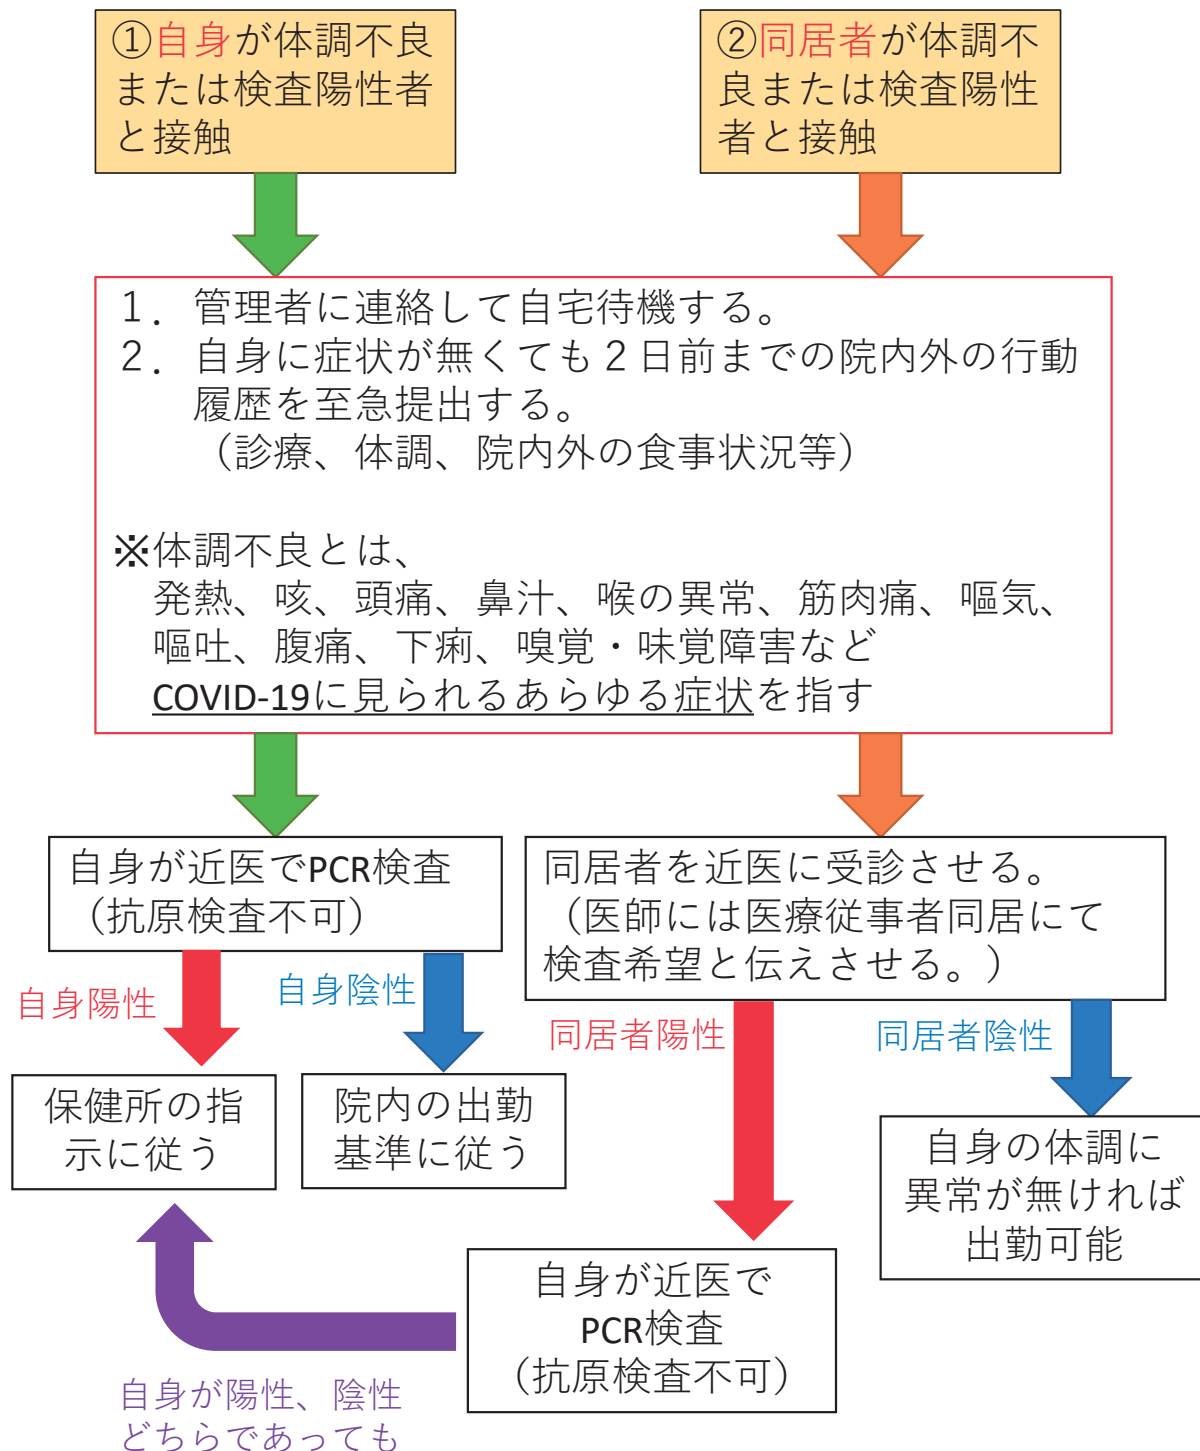 ①自身が体調不良
または検査陽性者
と接触
②同居者が体調不
良または検査陽性
者と接触
１．管理者に連絡して自宅待機する。
２．自身に症状が無くても２日前までの院内外の行動
履歴を至急提出する。
（診療、体調、院内外の食事状況等）
※体調不良とは、
発熱、咳、頭痛、鼻汁、喉の異常、筋肉痛、嘔気、
嘔吐、腹痛、下痢、嗅覚・味覚障害など
COVID-19に見られるあらゆる症状を指す
自身が近医でPCR検査
（抗原検査不可）
同居者を近医に受診させる。
（医師には医療従事者同居にて
検査希望と伝えさせる。）
自身陽性
自身陰性
同居者陽性
同居者陰性
保健所の指
示に従う
院内の出勤
基準に従う
自身の体調に
異常が無ければ
出勤可能
自身が近医で
PCR検査
（抗原検査不可）
自身が陽性、陰性
どちらであっても